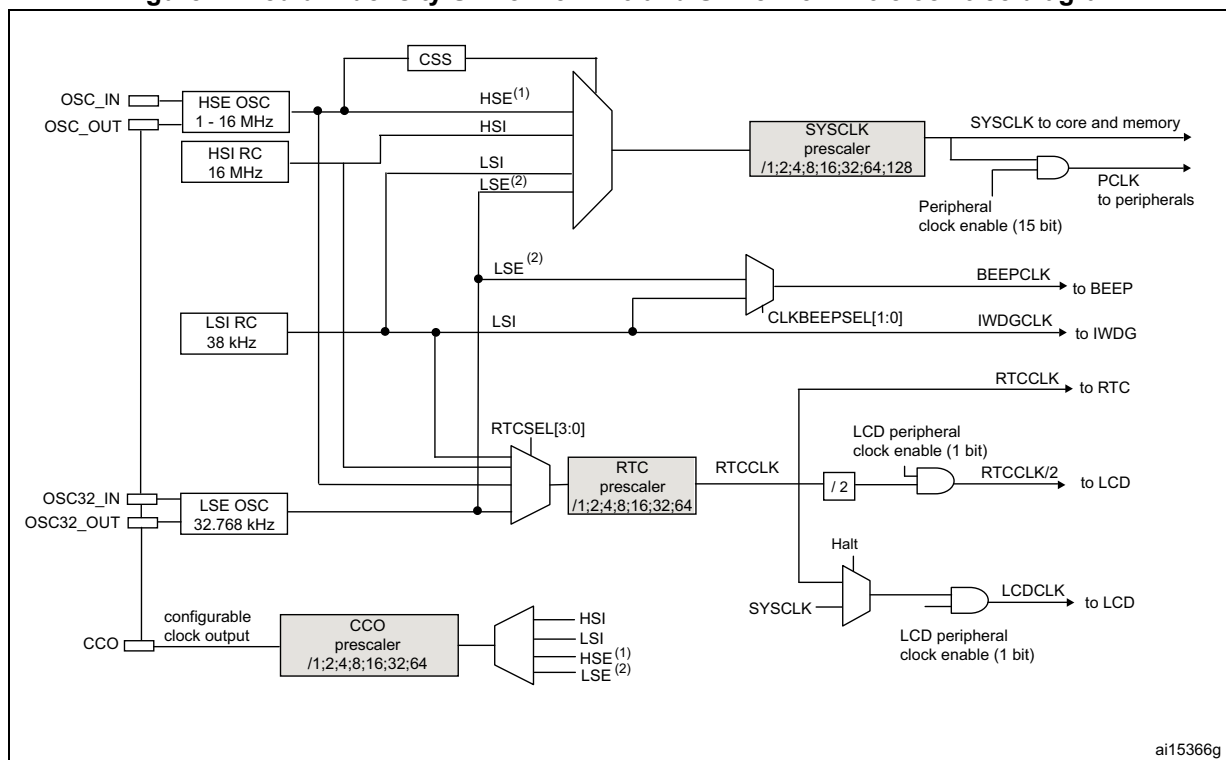 CSS
OSC_IN
HSE OSC
1 - 16 MHz
OSC_OUT
HSE(1)
HSI RC
16 MHz
HSI
LSI
LSE(2)
SYSCLK
prescaler
/1;2;4;8;16;32;64;128
SYSCLK to core and memory
PCLK
to peripherals
Peripheral
clock enable (15 bit)
LSE (2)
BEEPCLK
to BEEP
CLKBEEPSEL[1:0]
LSI RC
38 kHz
LSI
IWDGCLK
to IWDG
RTCSEL[3:0]
RTCCLK
to RTC
LCD peripheral
clock enable (1 bit)
RTC
prescaler
/1;2;4;8;16;32;64
RTCCLK
/ 2
RTCCLK/2
to LCD
OSC32_IN
LSE OSC
32.768 kHz
OSC32_OUT
Halt
SYSCLK
LCDCLK
to LCD
LCD peripheral
clock enable (1 bit)
configurable
clock output
CCO
CCO
prescaler
/1;2;4;8;16;32;64
HSI
LSI
HSE(1)
LSE (2)
ai15366g